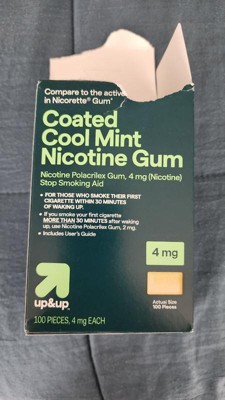 Compare to the active
in Nicorette® Gum*
Coated
Cool Mint
Nicotine Gum
Nicotine Polacrilex Gum, 4 mg (Nicotine)
Stop Smoking Aid
• FOR THOSE WHO SMOKE THEIR FIRST
CIGARETTE WITHIN 30 MINUTES
OF WAKING UP.
• If you smoke your first cigarette
MORE THAN 30 MINUTES after waking
up, use Nicotine Polacrilex Gum, 2 mg.
• Includes User's Guide
4 mg
up&up™
Actual Size
100 Pieces
100 PIECES, 4 mg EACH